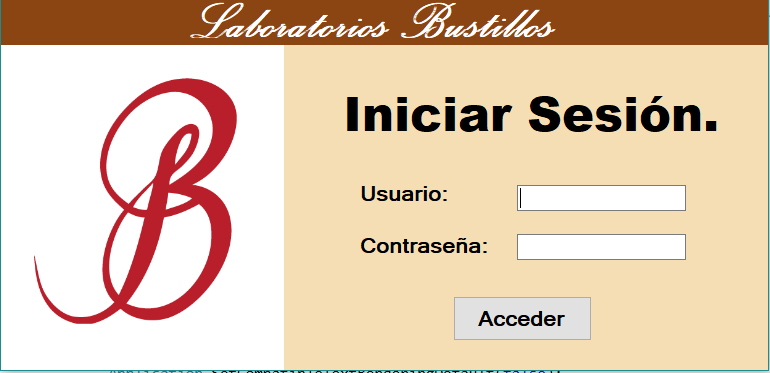 Laboratorios Bustillos
B
Iniciar Sesión.
Usuario:
Contraseña:
Acceder